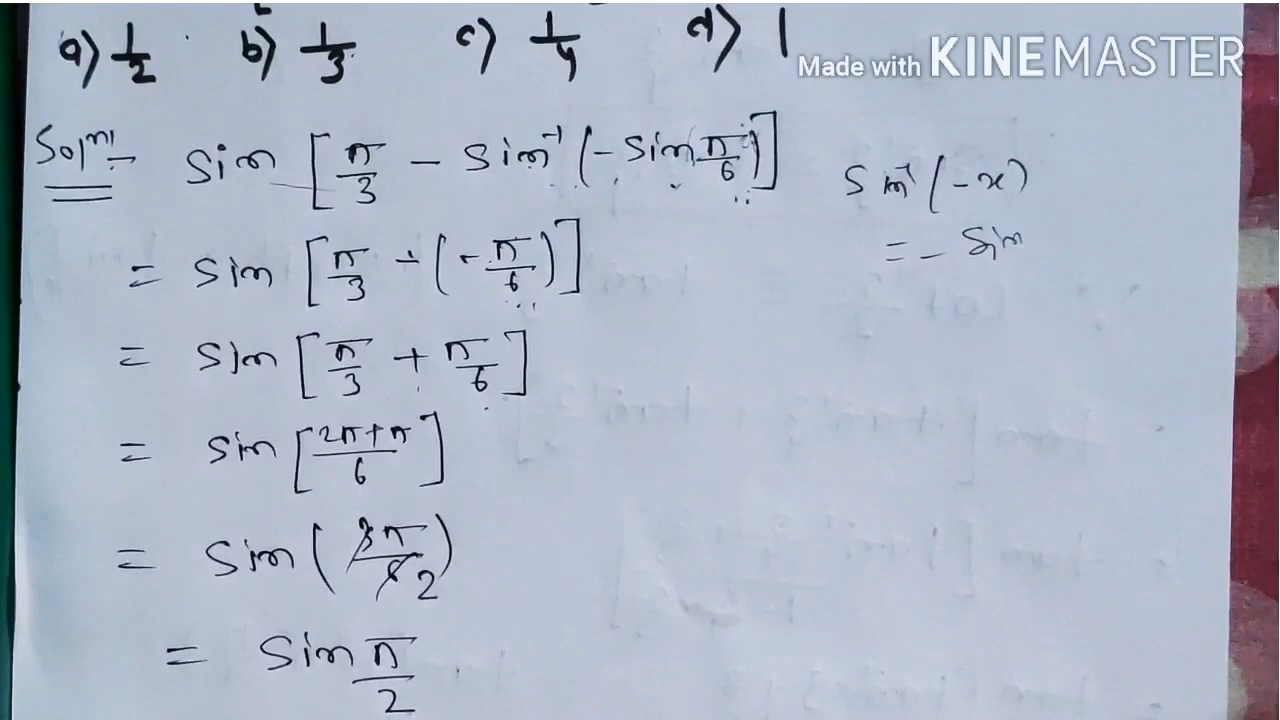 a) 1/2 b) 1/3 c) 1/4 d) 1
Made with KINEMASTER
Soln:- sin [π/3 - sin⁻¹(-sin π/6)]
sin⁻¹(-x)
= - sin
= sin [π/3 - (-π/6)]
= sin [π/3 + π/6]
= sin [2π+π/6]
= sin (3π/6 2)
= sin π/2